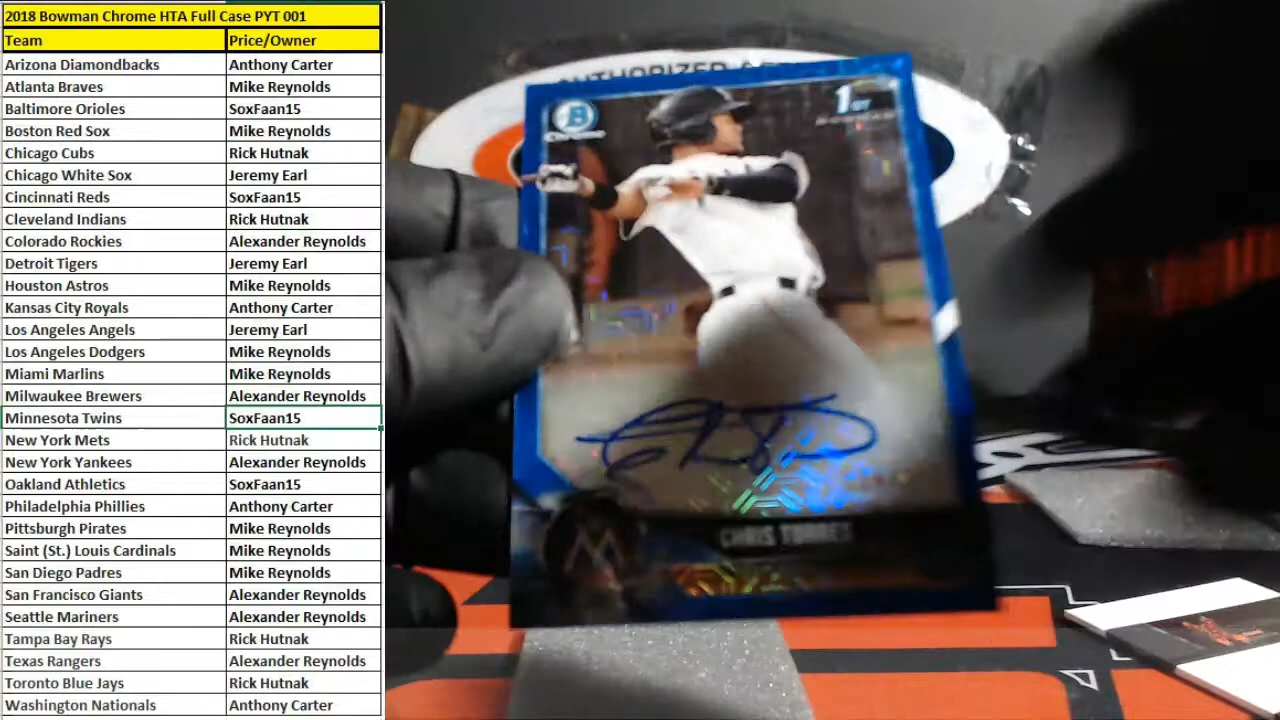 2018 Bowman Chrome HTA Full Case PYT 001
Team Price/Owner
Arizona Diamondbacks Anthony Carter
Atlanta Braves Mike Reynolds
Baltimore Orioles SoxFaan15
Boston Red Sox Mike Reynolds
Chicago Cubs Rick Hutnak
Chicago White Sox Jeremy Earl
Cincinnati Reds SoxFaan15
Cleveland Indians Rick Hutnak
Colorado Rockies Alexander Reynolds
Detroit Tigers Jeremy Earl
Houston Astros Mike Reynolds
Kansas City Royals Anthony Carter
Los Angeles Angels Jeremy Earl
Los Angeles Dodgers Mike Reynolds
Miami Marlins Mike Reynolds
Milwaukee Brewers Alexander Reynolds
Minnesota Twins SoxFaan15
New York Mets Rick Hutnak
New York Yankees Alexander Reynolds
Oakland Athletics SoxFaan15
Philadelphia Phillies Anthony Carter
Pittsburgh Pirates Mike Reynolds
Saint (St.) Louis Cardinals Mike Reynolds
San Diego Padres Mike Reynolds
San Francisco Giants Alexander Reynolds
Seattle Mariners Alexander Reynolds
Tampa Bay Rays Rick Hutnak
Texas Rangers Alexander Reynolds
Toronto Blue Jays Rick Hutnak
Washington Nationals Anthony Carter
AUTHORIZED
B
Chrome
1ST
BOWMAN
CHRIS TORRES